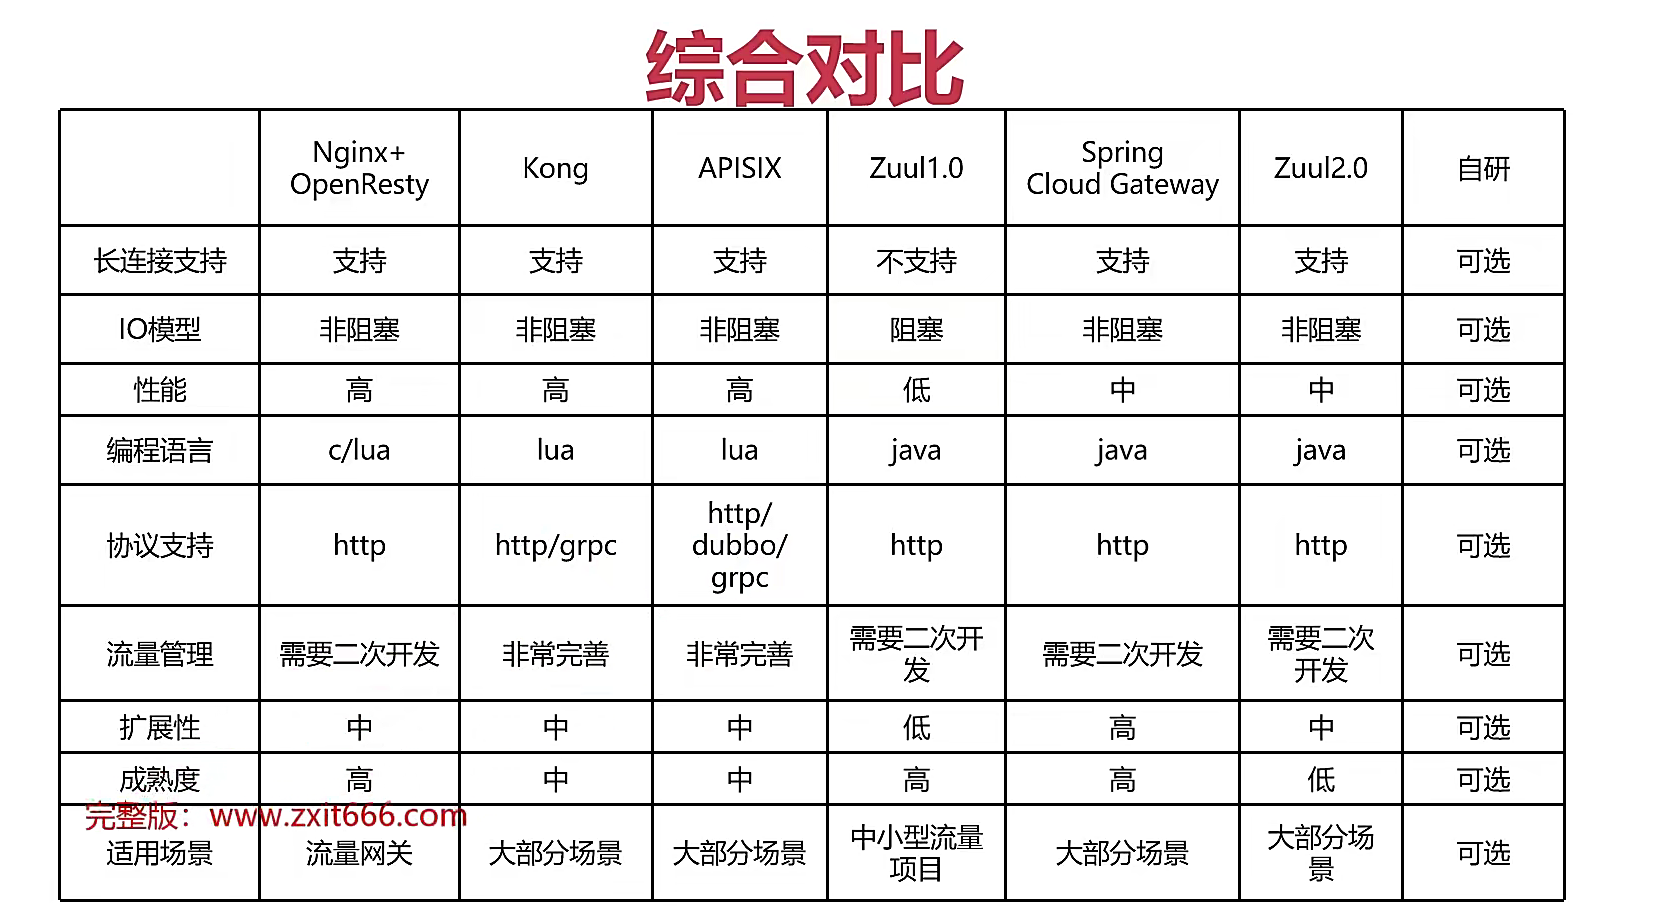 综合对比
Nginx+
OpenResty
Kong
APISIX
Zuul1.0
Spring
Cloud Gateway
Zuul2.0
自研
长连接支持
支持
支持
支持
不支持
支持
支持
可选
IO模型
非阻塞
非阻塞
非阻塞
阻塞
非阻塞
非阻塞
可选
性能
高
高
高
低
中
中
可选
编程语言
c/lua
lua
lua
java
java
java
可选
协议支持
http
http/grpc
http/
dubbo/
grpc
http
http
http
可选
流量管理
需要二次开发
非常完善
非常完善
需要二次开
发
需要二次开发
需要二次
开发
可选
扩展性
中
中
中
低
高
中
可选
成熟度
高
中
中
高
高
低
可选
完整版：www.zxit666.com
适用场景
流量网关
大部分场景
大部分场景
中小型流量
项目
大部分场景
大部分场
景
可选